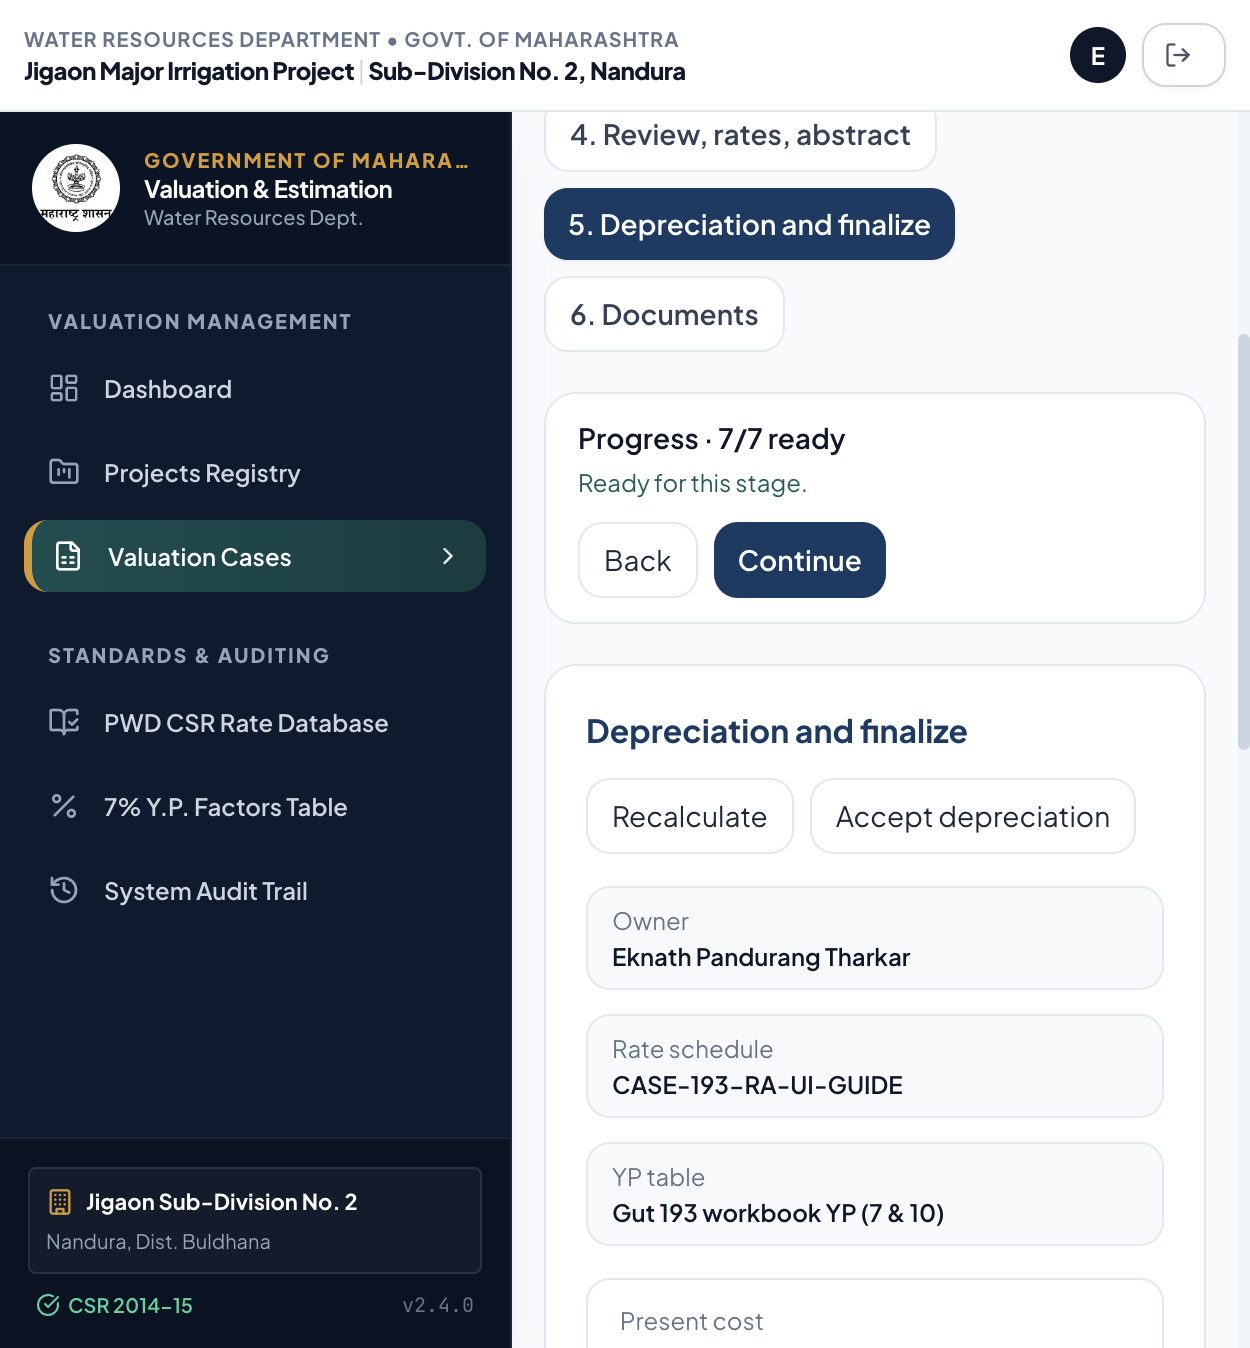 WATER RESOURCES DEPARTMENT • GOVT. OF MAHARASHTRA
Jigaon Major Irrigation Project | Sub-Division No. 2, Nandura
E
महाराष्ट्र शासन
GOVERNMENT OF MAHARA…
Valuation & Estimation
Water Resources Dept.
VALUATION MANAGEMENT
Dashboard
Projects Registry
Valuation Cases
STANDARDS & AUDITING
PWD CSR Rate Database
7% Y.P. Factors Table
System Audit Trail
Jigaon Sub-Division No. 2
Nandura, Dist. Buldhana
CSR 2014-15
v2.4.0
4. Review, rates, abstract
5. Depreciation and finalize
6. Documents
Progress · 7/7 ready
Ready for this stage.
Back
Continue
Depreciation and finalize
Recalculate
Accept depreciation
Owner
Eknath Pandurang Tharkar
Rate schedule
CASE-193-RA-UI-GUIDE
YP table
Gut 193 workbook YP (7 & 10)
Present cost